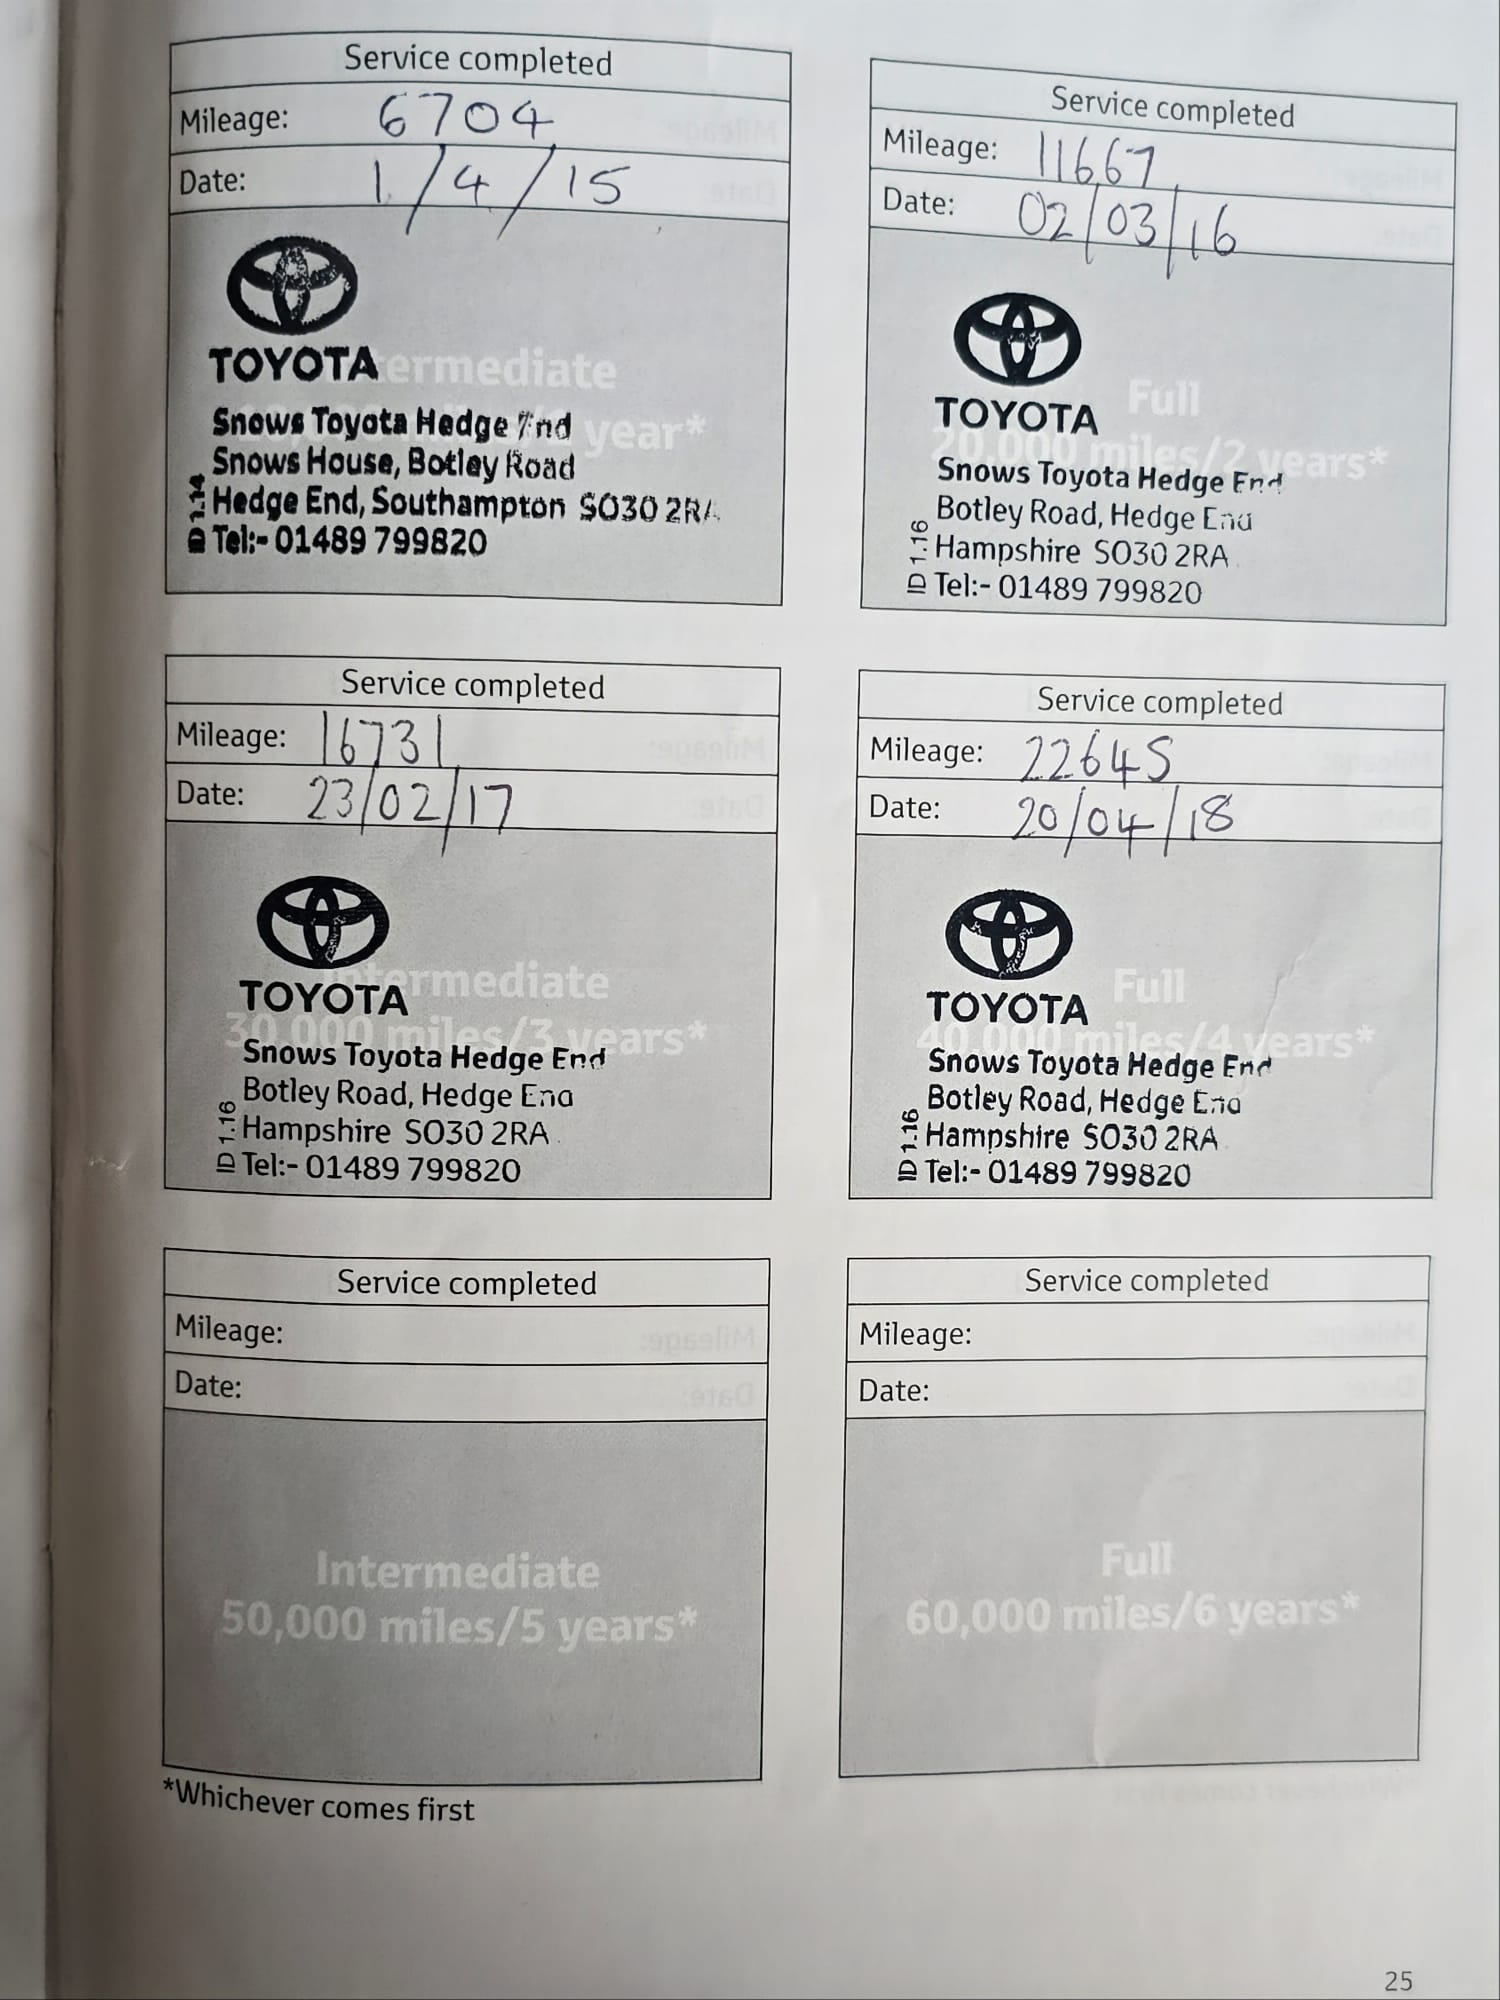 Service completed
Mileage: 6704
Date: 1/4/15
TOYOTA
Intermediate
year*
Snows Toyota Hedge End
Snows House, Botley Road
Hedge End, Southampton SO30 2RA
Tel:- 01489 799820
Service completed
Mileage: 11667
Date: 02/03/16
Full
20,000 miles/2 years*
TOYOTA
Snows Toyota Hedge End
Botley Road, Hedge End
Hampshire SO30 2RA
Tel:- 01489 799820
ID 1.16
Service completed
Mileage: 16731
Date: 23/02/17
Intermediate
30,000 miles/3 years*
TOYOTA
Snows Toyota Hedge End
Botley Road, Hedge End
Hampshire SO30 2RA
Tel:- 01489 799820
ID 1.16
Service completed
Mileage: 22645
Date: 20/04/18
Full
40,000 miles/4 years*
TOYOTA
Snows Toyota Hedge End
Botley Road, Hedge End
Hampshire SO30 2RA
Tel:- 01489 799820
ID 1.16
Service completed
Mileage:
Date:
Intermediate
50,000 miles/5 years*
Service completed
Mileage:
Date:
Full
60,000 miles/6 years*
*Whichever comes first
25